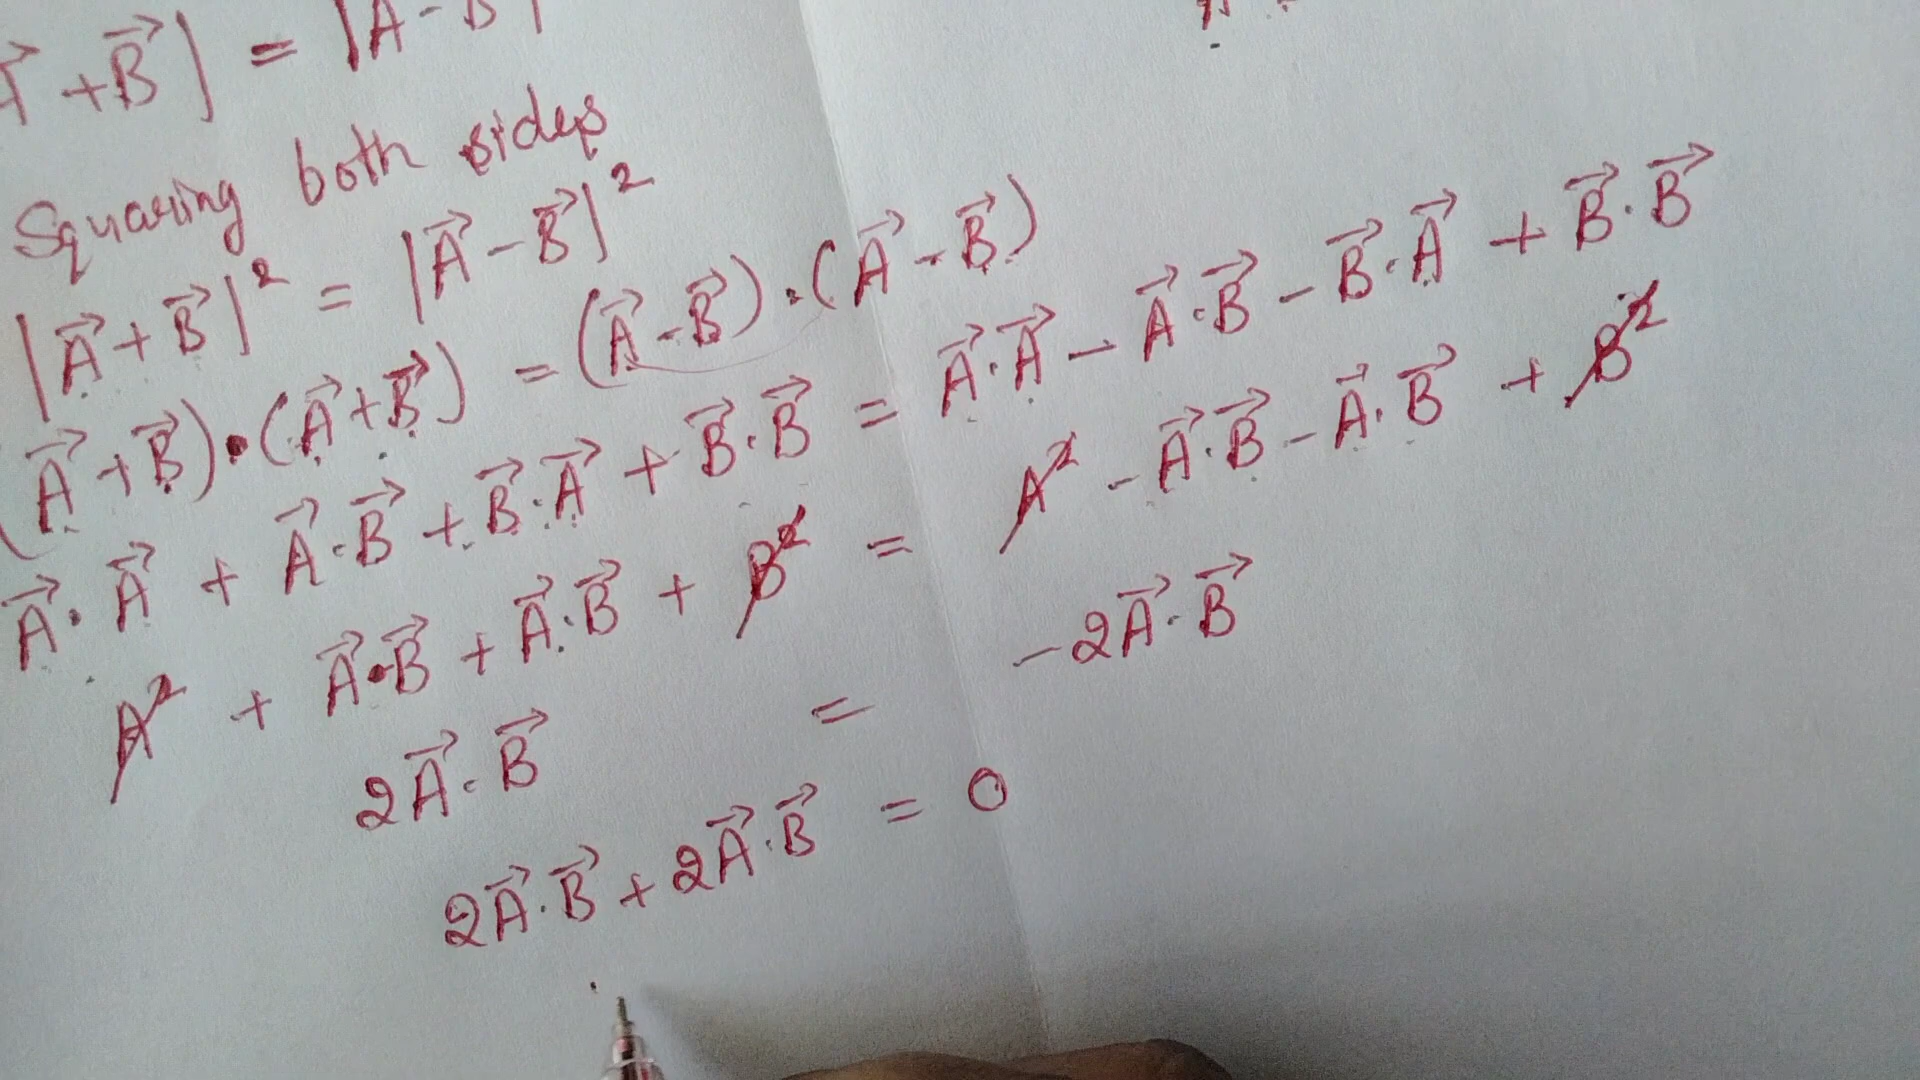 A⃗ + B⃗| = |A⃗ - B⃗|
Squaring both sides
|A⃗ + B⃗|² = |A⃗ - B⃗|²
(A⃗ + B⃗)·(A⃗ + B⃗) = (A⃗ - B⃗)·(A⃗ - B⃗)
A⃗·A⃗ + A⃗·B⃗ + B⃗·A⃗ + B⃗·B⃗ = A⃗·A⃗ - A⃗·B⃗ - B⃗·A⃗ + B⃗·B⃗
A² + A⃗·B⃗ + A⃗·B⃗ + B² = A² - A⃗·B⃗ - A⃗·B⃗ + B²
2A⃗·B⃗ = -2A⃗·B⃗
2A⃗·B⃗ + 2A⃗·B⃗ = 0